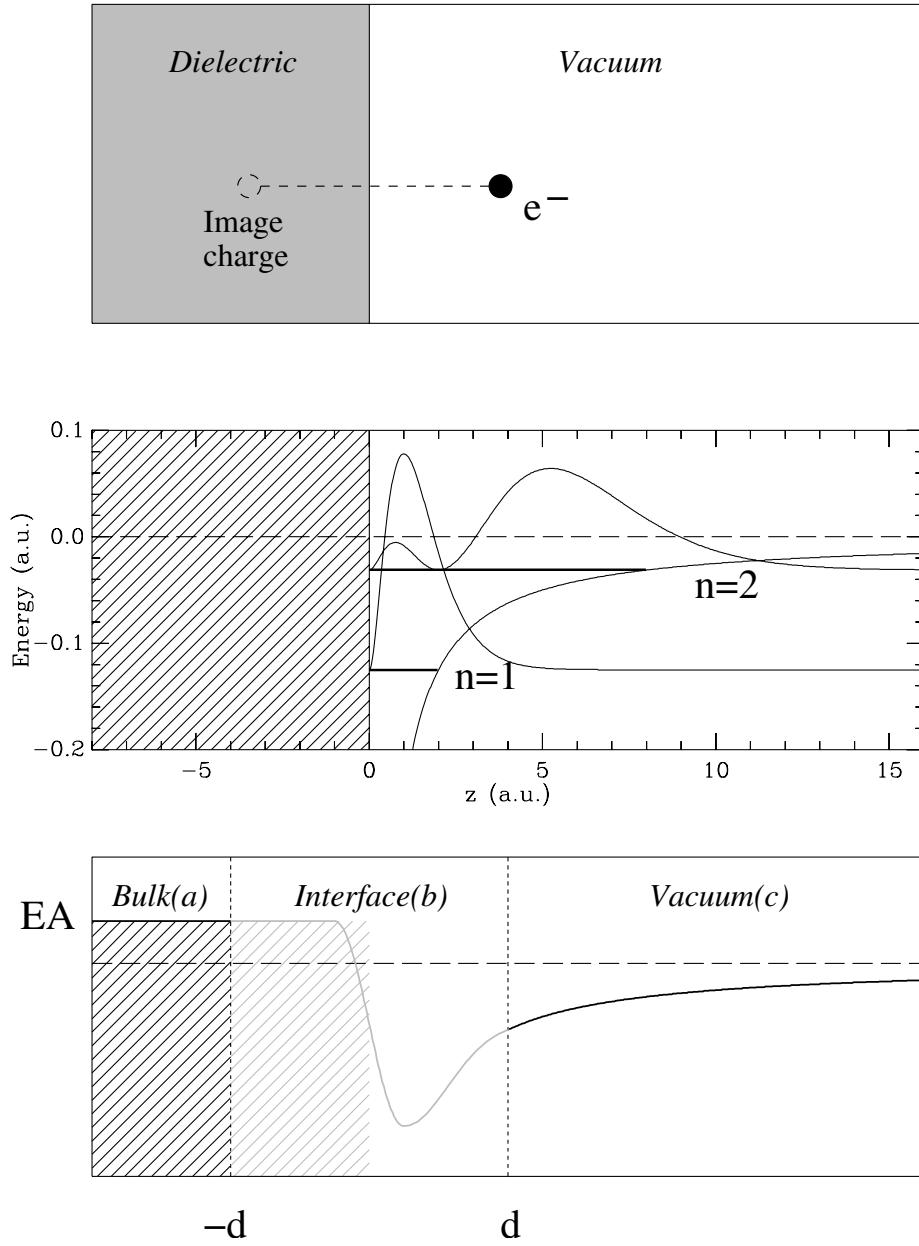 Dielectric Vacuum
e−
Image
charge
0.1
0.0
−0.1
−0.2
Energy (a.u.)
n=2
n=1
−5 0 5 10 15
z (a.u.)
Bulk(a) Interface(b) Vacuum(c)
EA
−d d